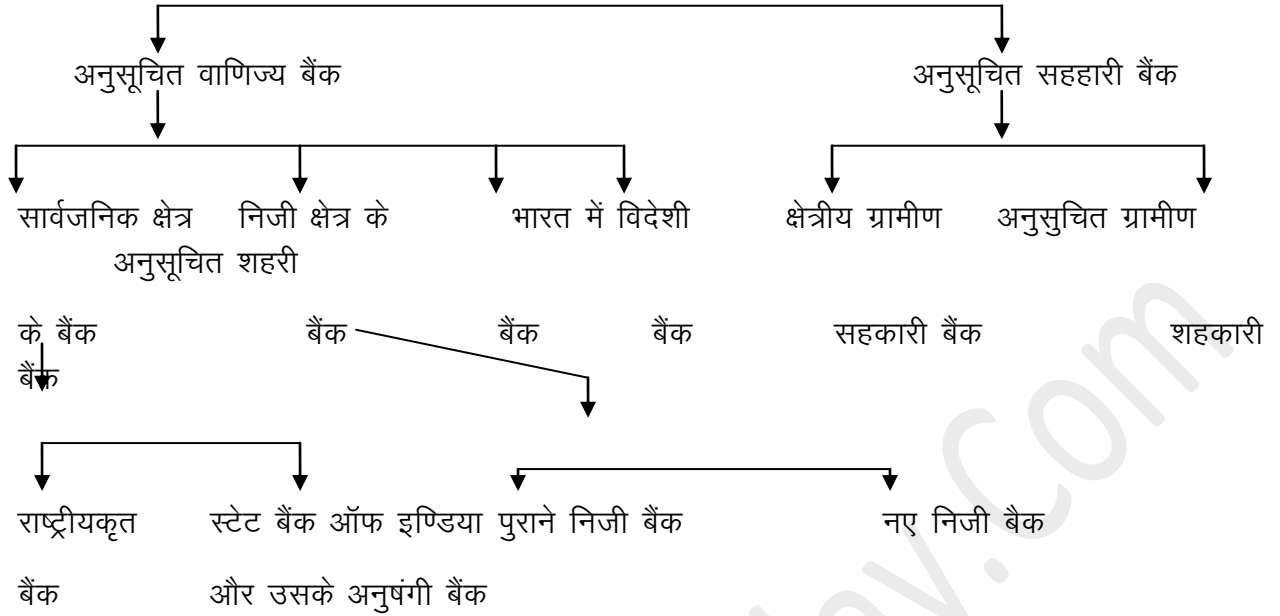 अनुसूचित वाणिज्य बैंक अनुसूचित सहहारी बैंक
सार्वजनिक क्षेत्र निजी क्षेत्र के भारत में विदेशी क्षेत्रीय ग्रामीण अनुसुचित ग्रामीण
अनुसूचित शहरी
के बैंक बैंक बैंक बैंक सहकारी बैंक शहकारी
बैंक
राष्ट्रीयकृत स्टेट बैंक ऑफ इण्डिया पुराने निजी बैंक नए निजी बैक
बैंक और उसके अनुषंगी बैंक